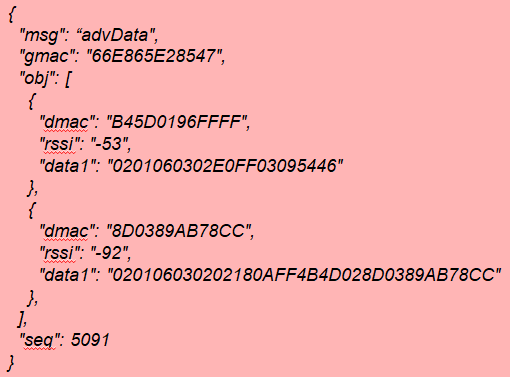 {
"msg": “advData",
"gmac": "66E865E28547",
"obj": [
{
"dmac": "B45D0196FFFF",
"rssi": "-53",
"data1": "0201060302E0FF03095446"
},
{
"dmac": "8D0389AB78CC",
"rssi": "-92",
"data1": "020106030202180AFF4B4D028D0389AB78CC"
},
],
"seq": 5091
}